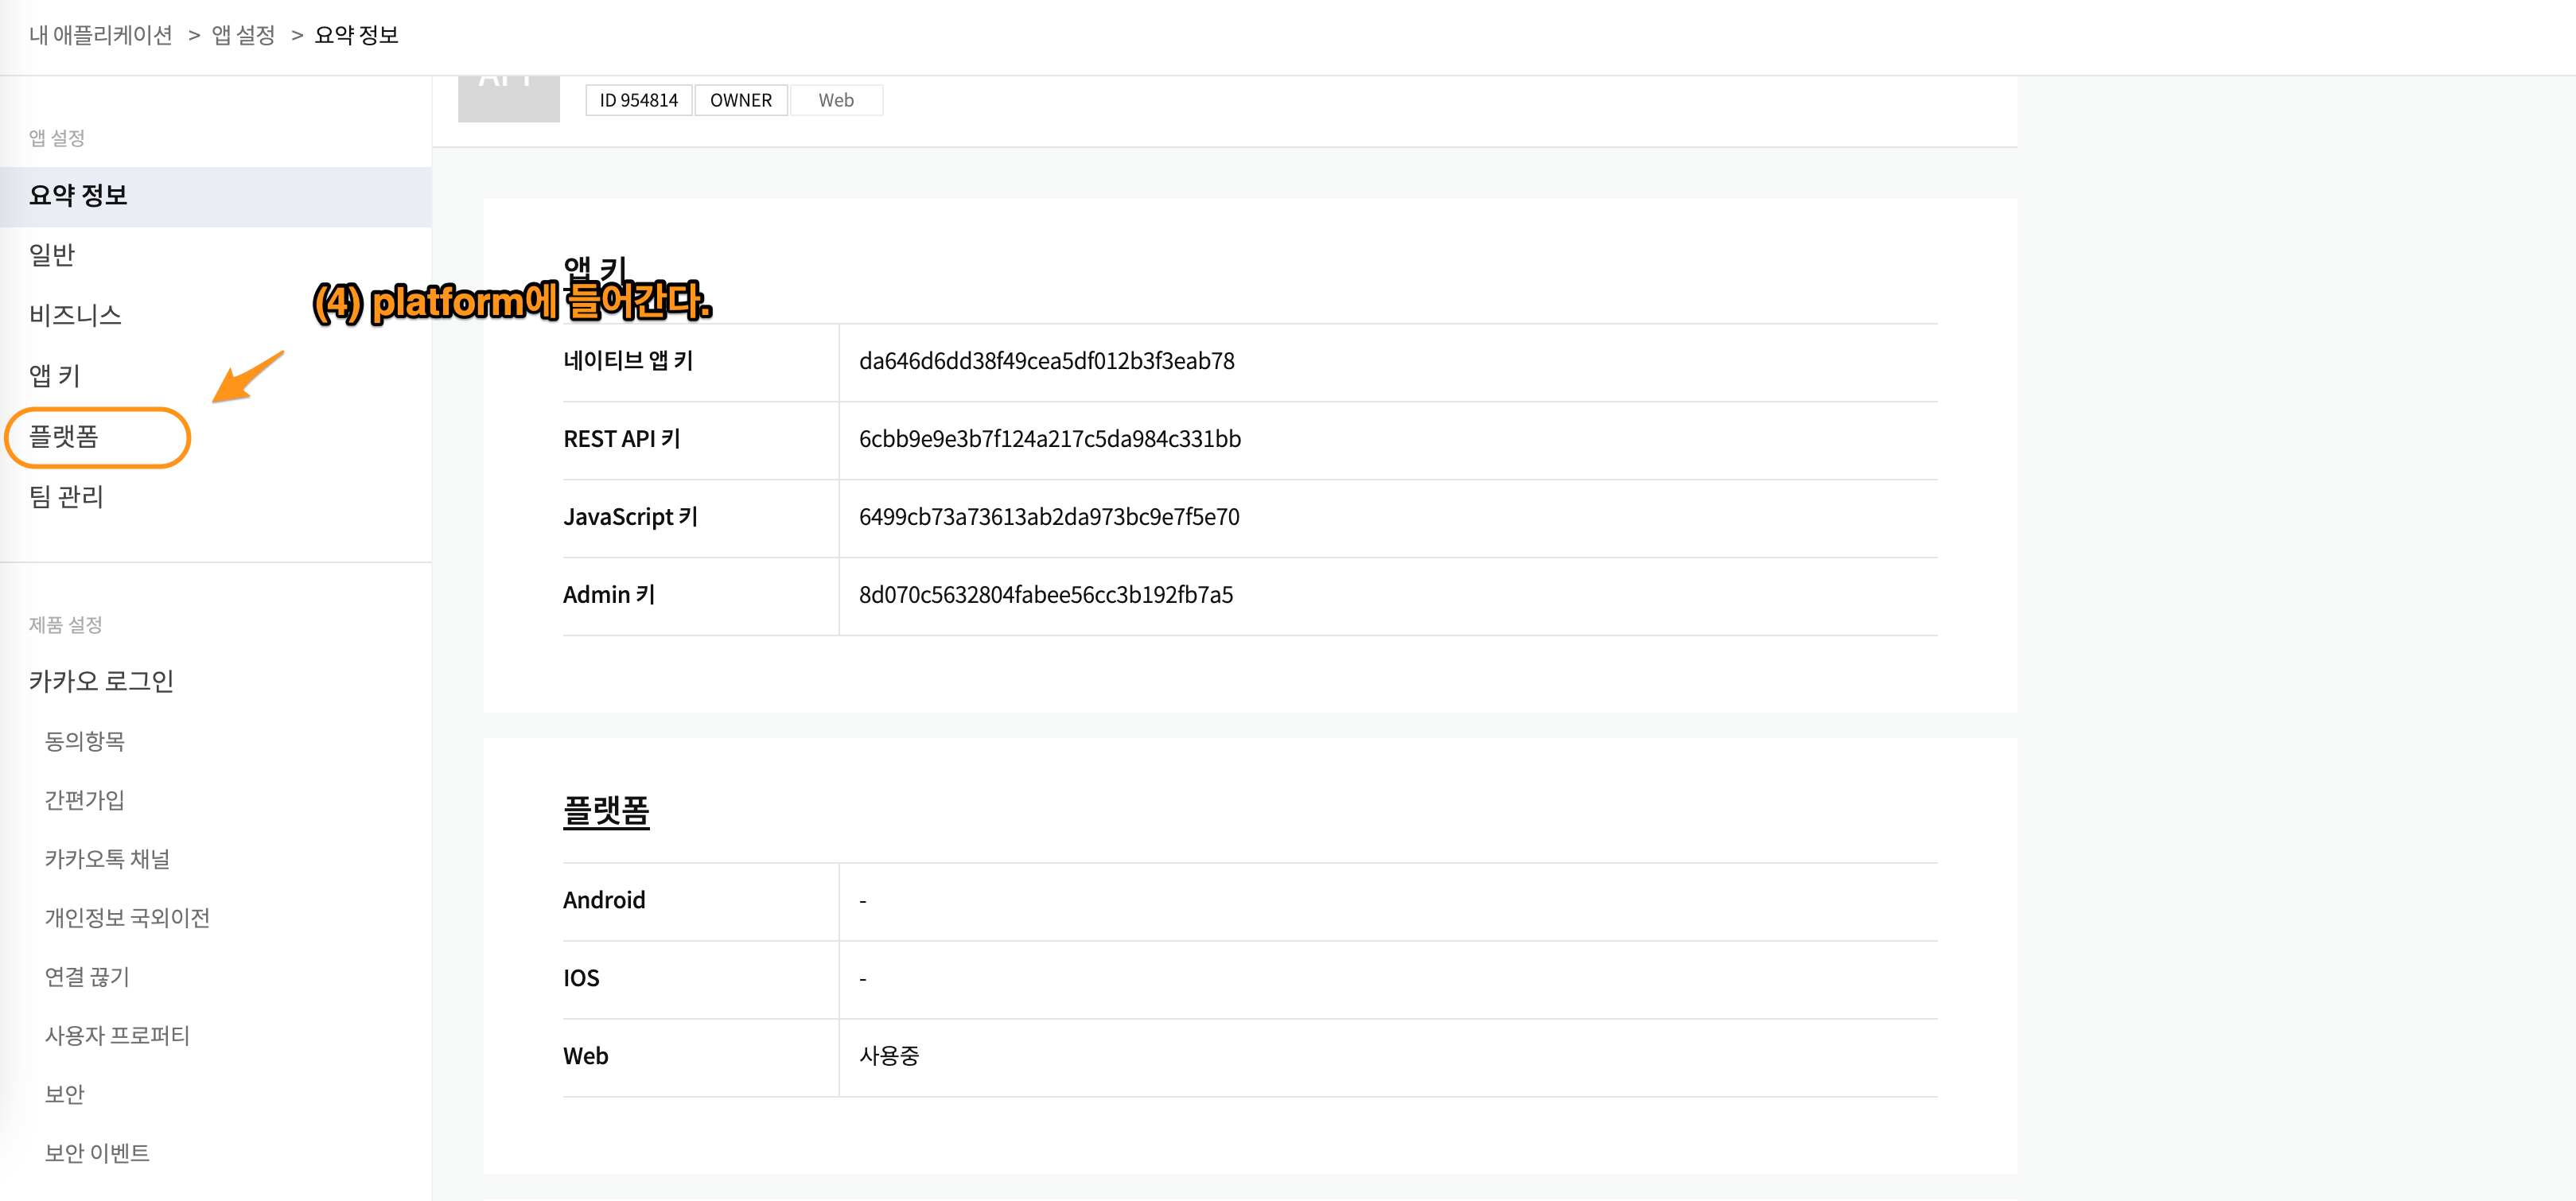 내 애플리케이션 > 앱 설정 > 요약 정보
ID 954814 OWNER Web
앱 설정
요약 정보
일반
비즈니스
앱 키
플랫폼
팀 관리
제품 설정
카카오 로그인
동의항목
간편가입
카카오톡 채널
개인정보 국외이전
연결 끊기
사용자 프로퍼티
보안
보안 이벤트
(4) platform에 들어간다.
앱 키
네이티브 앱 키 da646d6dd38f49cea5df012b3f3eab78
REST API 키 6cbb9e9e3b7f124a217c5da984c331bb
JavaScript 키 6499cb73a73613ab2da973bc9e7f5e70
Admin 키 8d070c5632804fabee56cc3b192fb7a5
플랫폼
Android -
IOS -
Web 사용중